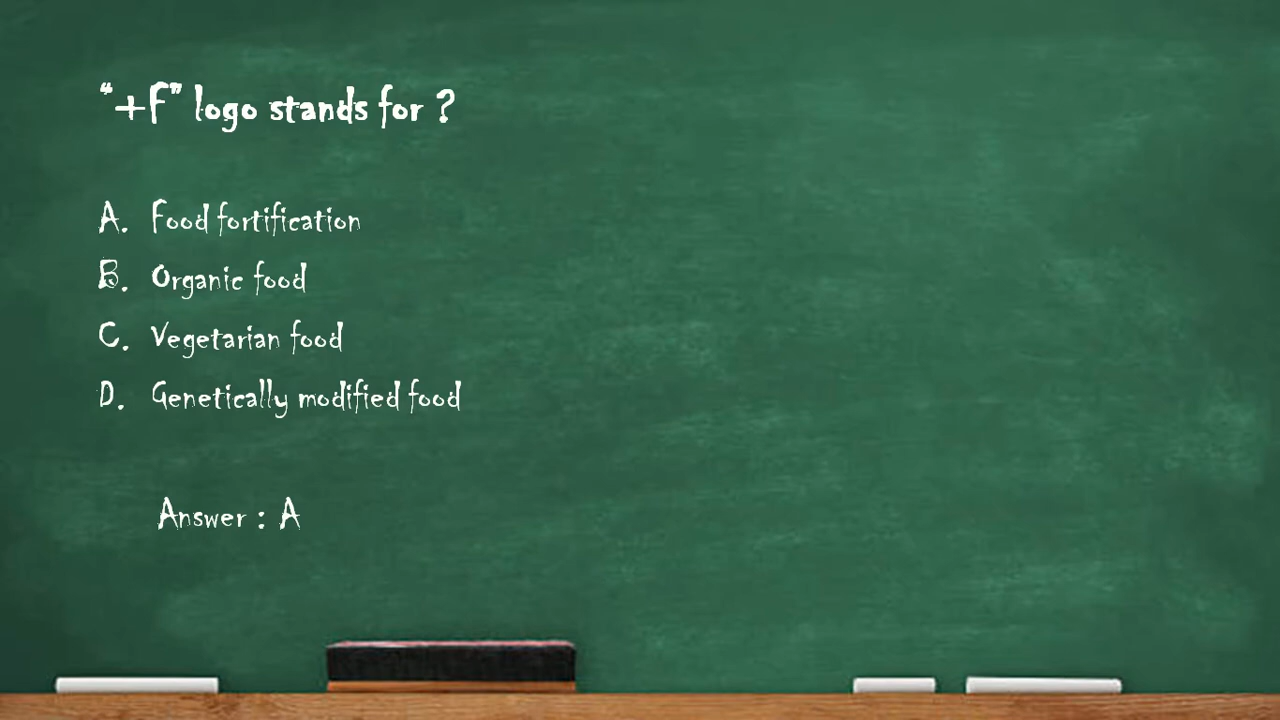 “+F” logo stands for ?
A. Food fortification
B. Organic food
C. Vegetarian food
D. Genetically modified food
Answer : A